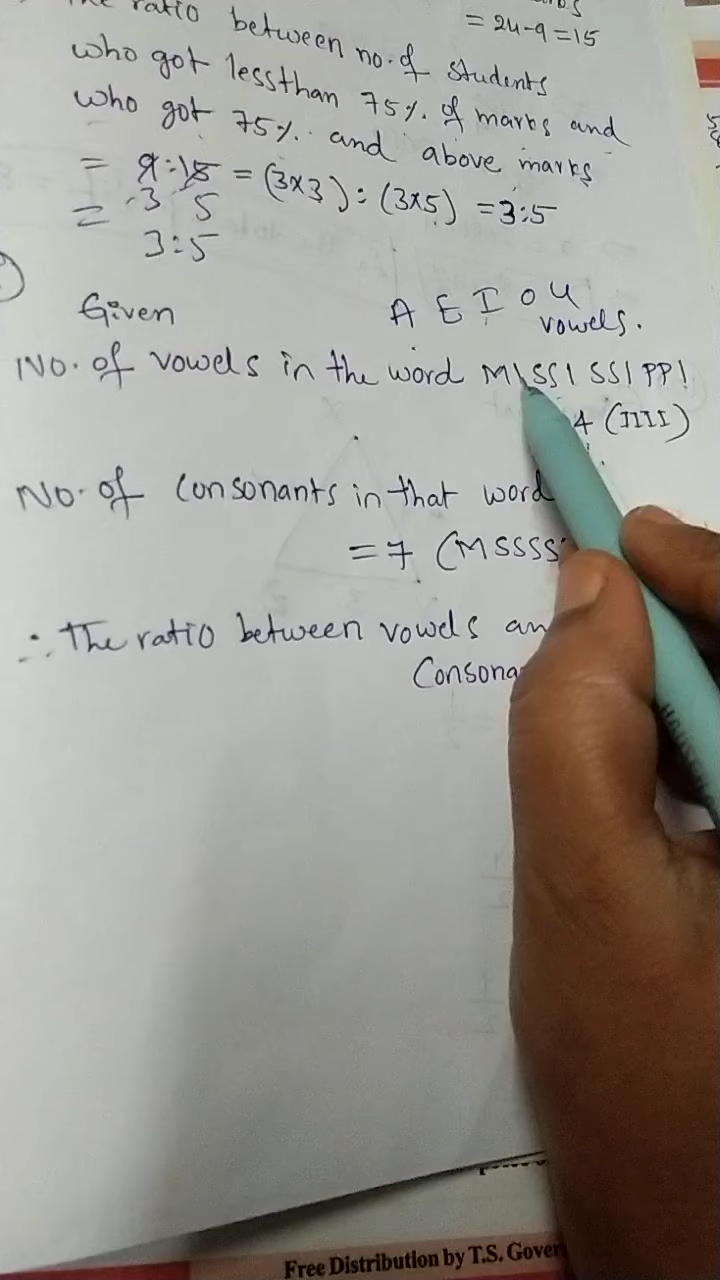 ratio between no. of students
= 24-9=15
who got lessthan 75%. of marks and
who got 75%. and above marks
= 9:15 = (3x3):(3x5) = 3:5
= 3 5
3:5
Given
A E I O U
vowels.
No. of vowels in the word MISSISSIPPI
4 (IIII)
No. of consonants in that word
= 7 (MSSSS
∴ The ratio between vowels an
Consona
Free Distribution by T.S. Gover